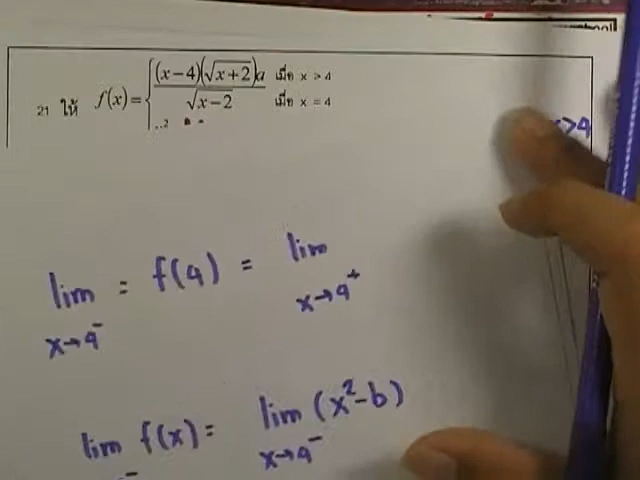 21 ให้ f(x)= (x-4)(√x+2)a / √x-2 เมื่อ x > 4
เมื่อ x = 4
x>4
lim x→4⁻ = f(4) = lim x→4⁺
lim f(x) = lim x→4⁻ (x²-b)